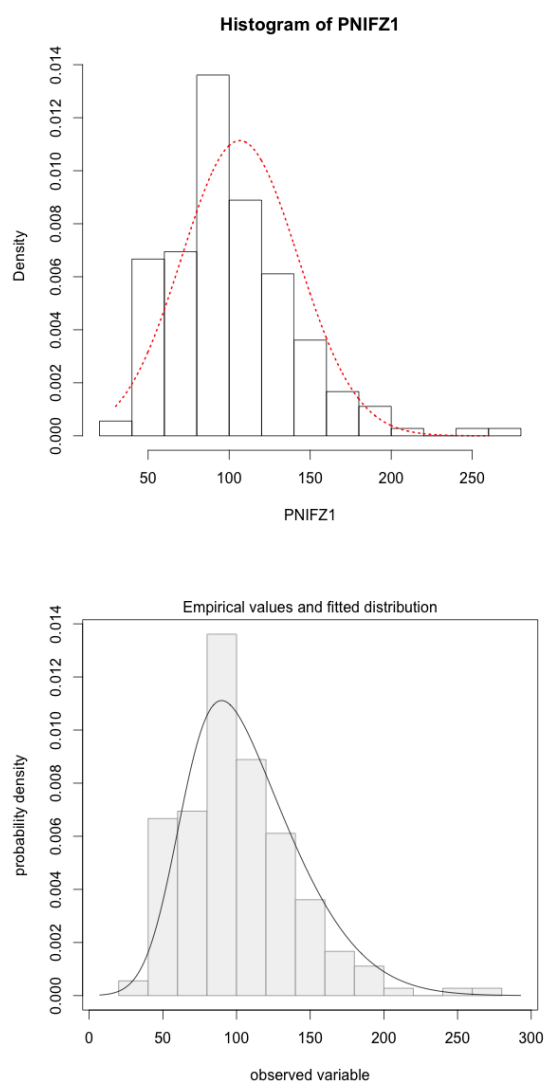 Histogram of PNIFZ1
Density
0.014
0.012
0.010
0.008
0.006
0.004
0.002
0.000
50 100 150 200 250
PNIFZ1
Empirical values and fitted distribution
probability density
0.014
0.012
0.010
0.008
0.006
0.004
0.002
0.000
0 50 100 150 200 250 300
observed variable